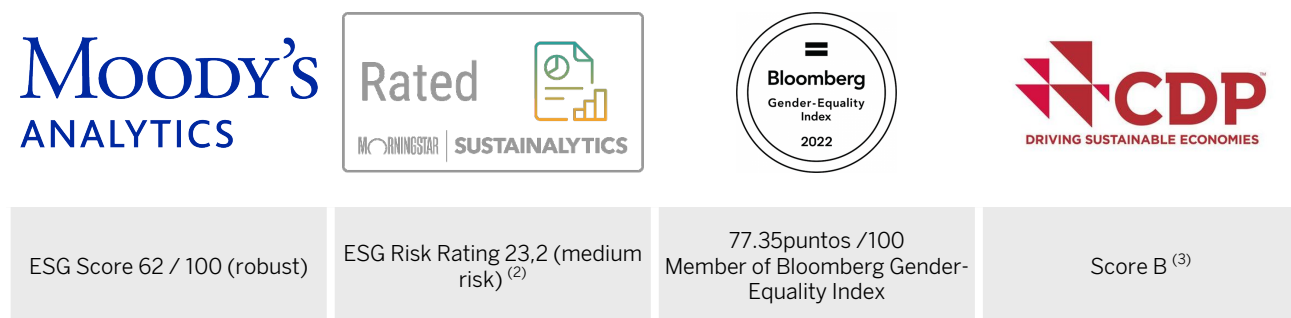 MOODY'S
ANALYTICS
Rated
MORNINGSTAR | SUSTAINALYTICS
Bloomberg
Gender-Equality
Index
2022
CDP™
DRIVING SUSTAINABLE ECONOMIES
ESG Score 62 / 100 (robust)
ESG Risk Rating 23,2 (medium
risk) (2)
77.35puntos /100
Member of Bloomberg Gender-
Equality Index
Score B (3)